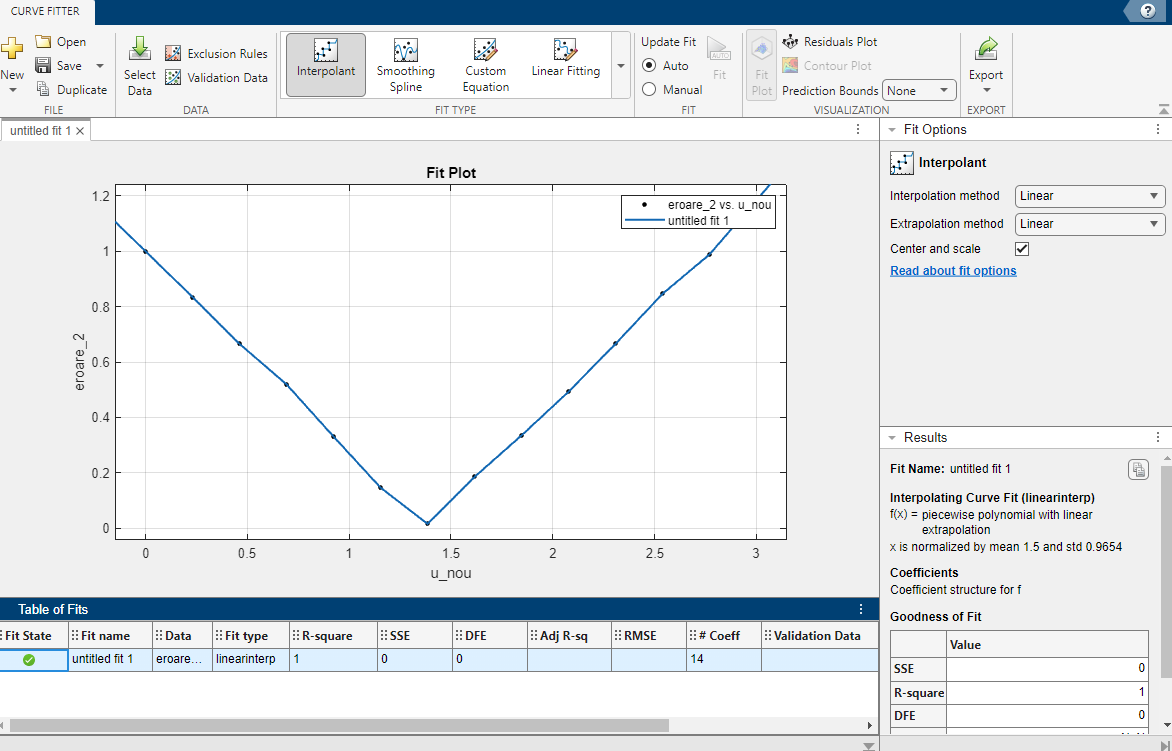 CURVE FITTER
?
New
Open
Save
Duplicate
FILE
Select
Data
Exclusion Rules
Validation Data
DATA
Interpolant
Smoothing
Spline
Custom
Equation
Linear Fitting
FIT TYPE
Update Fit
Auto
Manual
AUTO
Fit
FIT
Fit
Plot
Residuals Plot
Contour Plot
Prediction Bounds
None
VISUALIZATION
Export
EXPORT
untitled fit 1
Fit Plot
1.2
1
0.8
0.6
0.4
0.2
0
eroare_2
eroare_2 vs. u_nou
untitled fit 1
0 0.5 1 1.5 2 2.5 3
u_nou
Table of Fits
Fit State Fit name Data Fit type R-square SSE DFE Adj R-sq RMSE # Coeff Validation Data
untitled fit 1 eroare... linearinterp 1 0 0 14
Fit Options
Interpolant
Interpolation method Linear
Extrapolation method Linear
Center and scale
Read about fit options
Results
Fit Name: untitled fit 1
Interpolating Curve Fit (linearinterp)
f(x) = piecewise polynomial with linear
extrapolation
x is normalized by mean 1.5 and std 0.9654
Coefficients
Coefficient structure for f
Goodness of Fit
Value
SSE 0
R-square 1
DFE 0